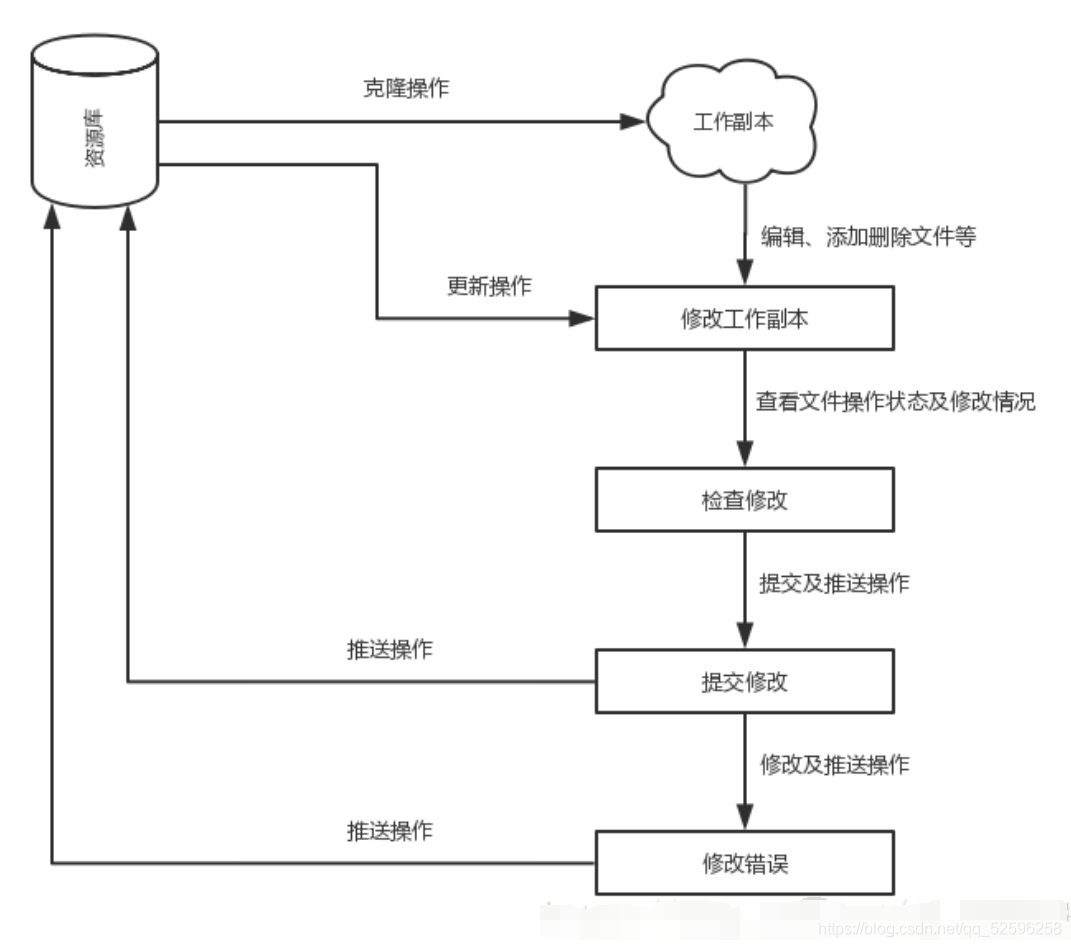 克隆操作
资源库
工作副本
编辑、添加删除文件等
更新操作
修改工作副本
查看文件操作状态及修改情况
检查修改
提交及推送操作
推送操作
提交修改
修改及推送操作
推送操作
修改错误
https://blog.csdn.net/qq_52596258